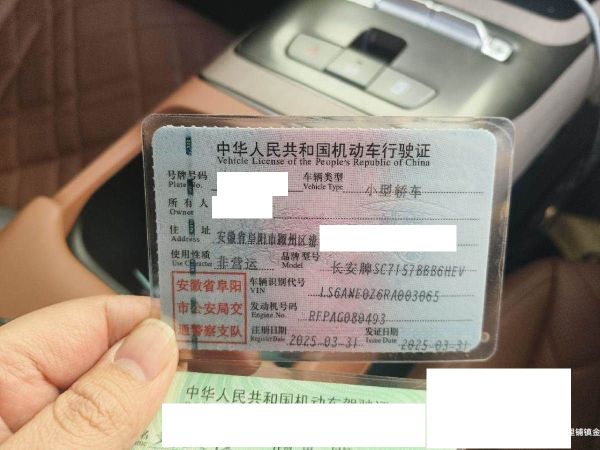 中华人民共和国机动车行驶证
Vehicle License of the People's Republic of China
号牌号码 车辆类型 小型轿车
Plate No. Vehicle Type
所有人
Owner
住址 安徽省阜阳市颍州区
Address
使用性质 非营运 品牌型号 长安牌SC7157BBB6HEV
Use Character Model
安徽省阜阳市公安局交通警察支队
车辆识别代号 LS6ANE0Z6RA003065
VIN
发动机号码 RFPAG080493
Engine No.
注册日期 2025-03-31 发证日期 2025-03-31
Register Date Issue Date
中华人民共和国机动车驾驶证
铺镇金